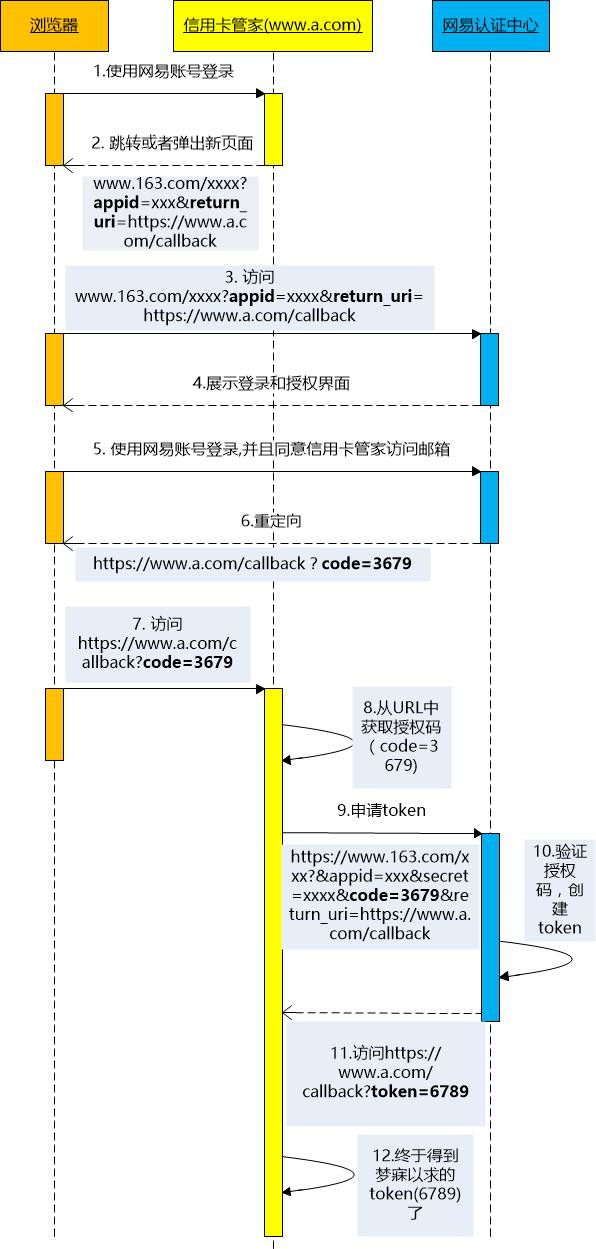 浏览器
信用卡管家(www.a.com)
网易认证中心
1.使用网易账号登录
2. 跳转或者弹出新页面
www.163.com/xxxx?
appid=xxx&return_
uri=https://www.a.c
om/callback
3. 访问
www.163.com/xxxx?appid=xxxx&return_uri=
https://www.a.com/callback
4.展示登录和授权界面
5. 使用网易账号登录,并且同意信用卡管家访问邮箱
6.重定向
https://www.a.com/callback ? code=3679
7. 访问
https://www.a.com/c
allback?code=3679
8.从URL中
获取授权码
（code=3
679)
9.申请token
https://www.163.com/x
xx?&appid=xxx&secret
=xxxx&code=3679&re
turn_uri=https://www.a.
com/callback
10.验证
授权
码，创
建
token
11.访问https://
www.a.com/
callback?token=6789
12.终于得到
梦寐以求的
token(6789)
了